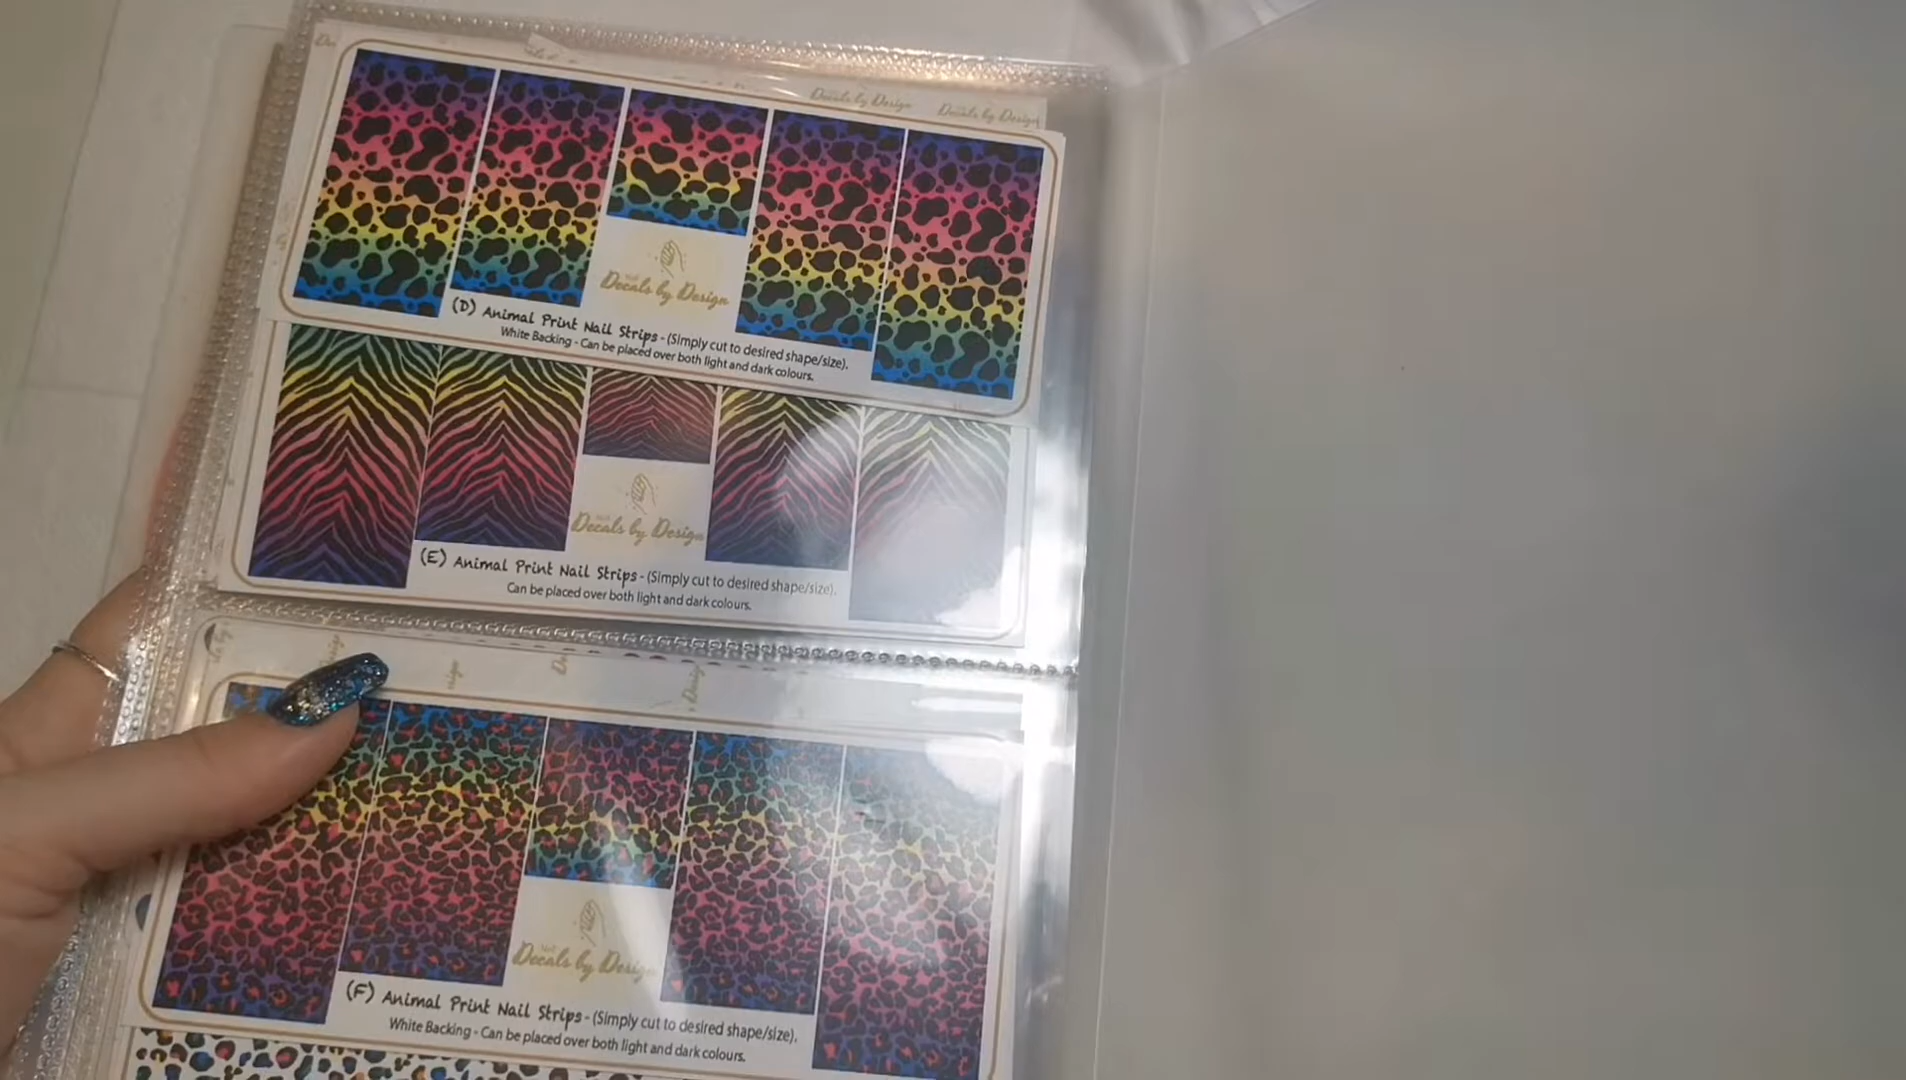 Decals by Design Decals by Design
Nail
Decals by Design
(D) Animal Print Nail Strips - (Simply cut to desired shape/size).
White Backing - Can be placed over both light and dark colours.
Decals by Design
(E) Animal Print Nail Strips - (Simply cut to desired shape/size).
Can be placed over both light and dark colours.
Nail
Decals by Design
(F) Animal Print Nail Strips - (Simply cut to desired shape/size).
White Backing - Can be placed over both light and dark colours.